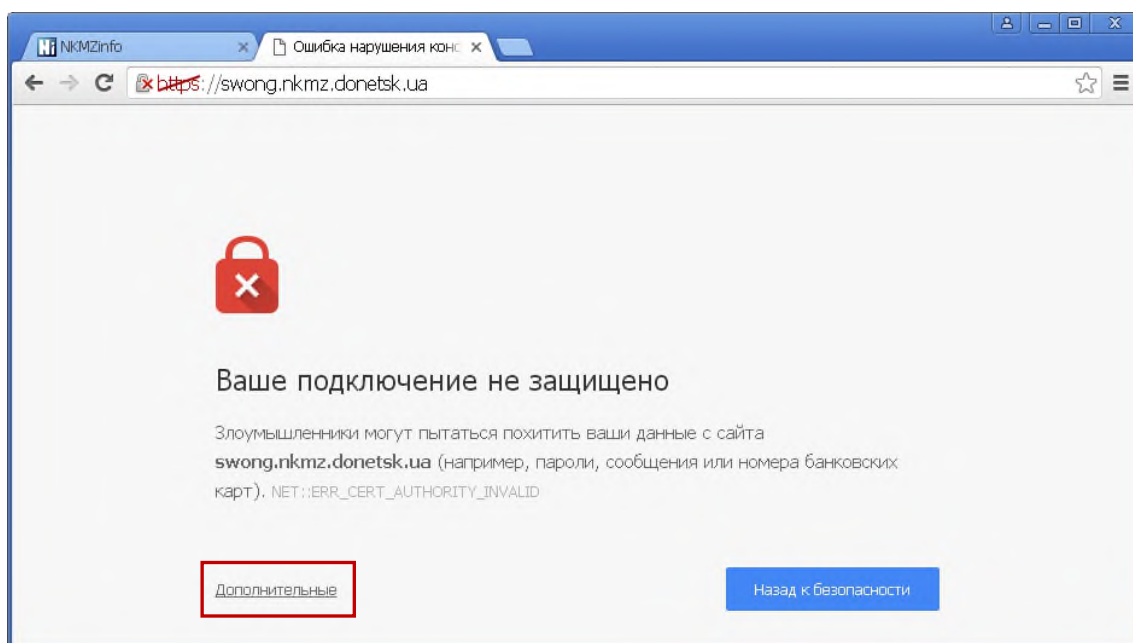 NKMZinfo
Ошибка нарушения конс
https://swong.nkmz.donetsk.ua
Ваше подключение не защищено
Злоумышленники могут пытаться похитить ваши данные с сайта
swong.nkmz.donetsk.ua (например, пароли, сообщения или номера банковских
карт). NET::ERR_CERT_AUTHORITY_INVALID
Дополнительные
Назад к безопасности